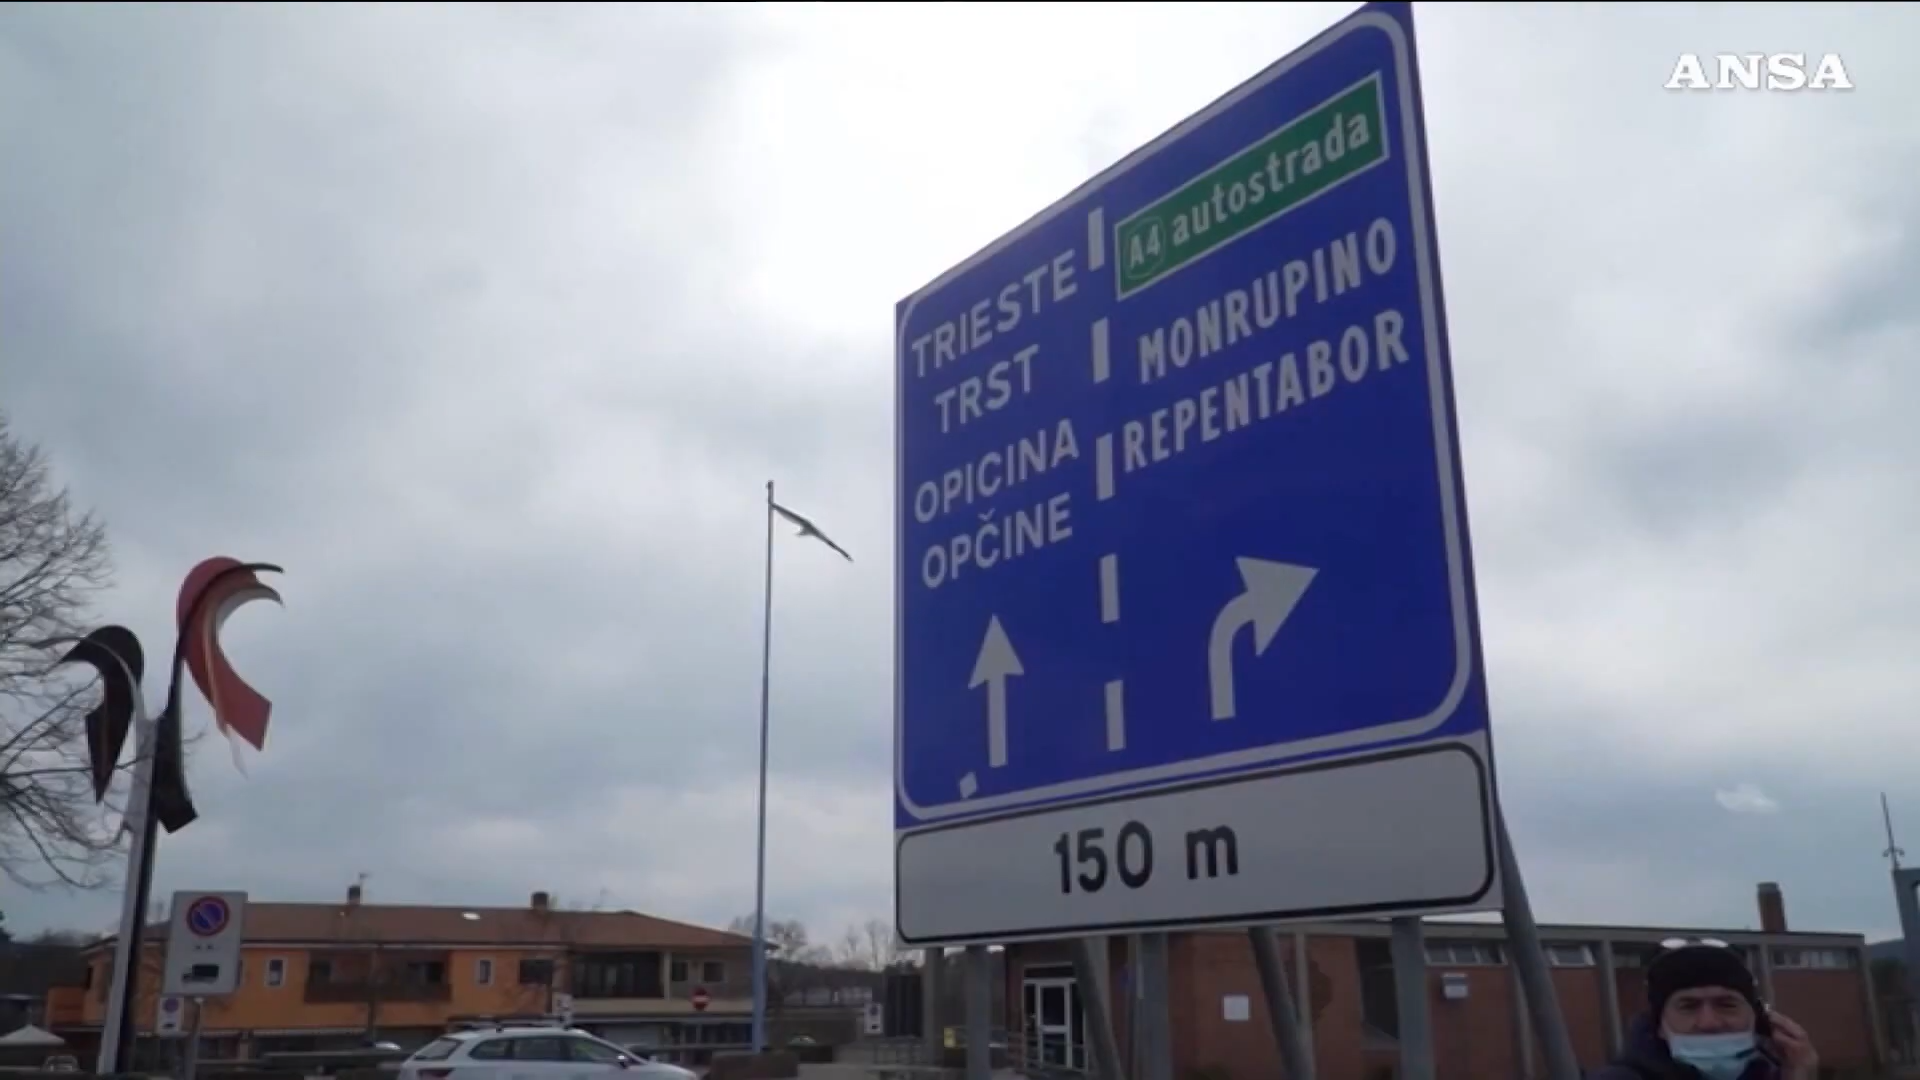 ANSA
TRIESTE
TRST
OPICINA
OPČINE
A4 autostrada
MONRUPINO
REPENTABOR
150 m